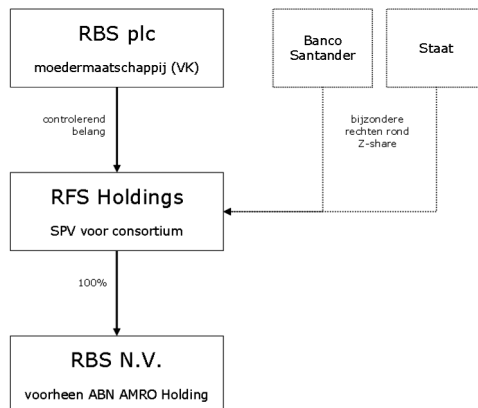 RBS plc
moedermaatschappij (VK)
Banco
Santander
Staat
controlerend
belang
bijzondere
rechten rond
Z-share
RFS Holdings
SPV voor consortium
100%
RBS N.V.
voorheen ABN AMRO Holding